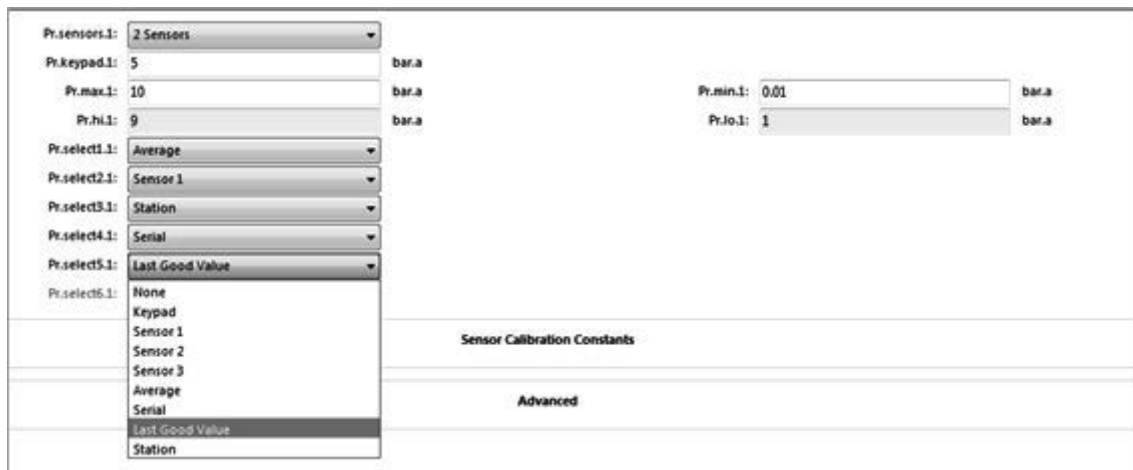 Pr.sensors.1: 2 Sensors
Pr.keypad.1: 5 bar.a
Pr.max.1: 10 bar.a Pr.min.1: 0.01 bar.a
Pr.hi.1: 9 bar.a Pr.lo.1: 1 bar.a
Pr.select1.1: Average
Pr.select2.1: Sensor 1
Pr.select3.1: Station
Pr.select4.1: Serial
Pr.select5.1: Last Good Value
Pr.select6.1: None
Keypad
Sensor 1
Sensor 2
Sensor 3
Average
Serial
Last Good Value
Station
Sensor Calibration Constants
Advanced